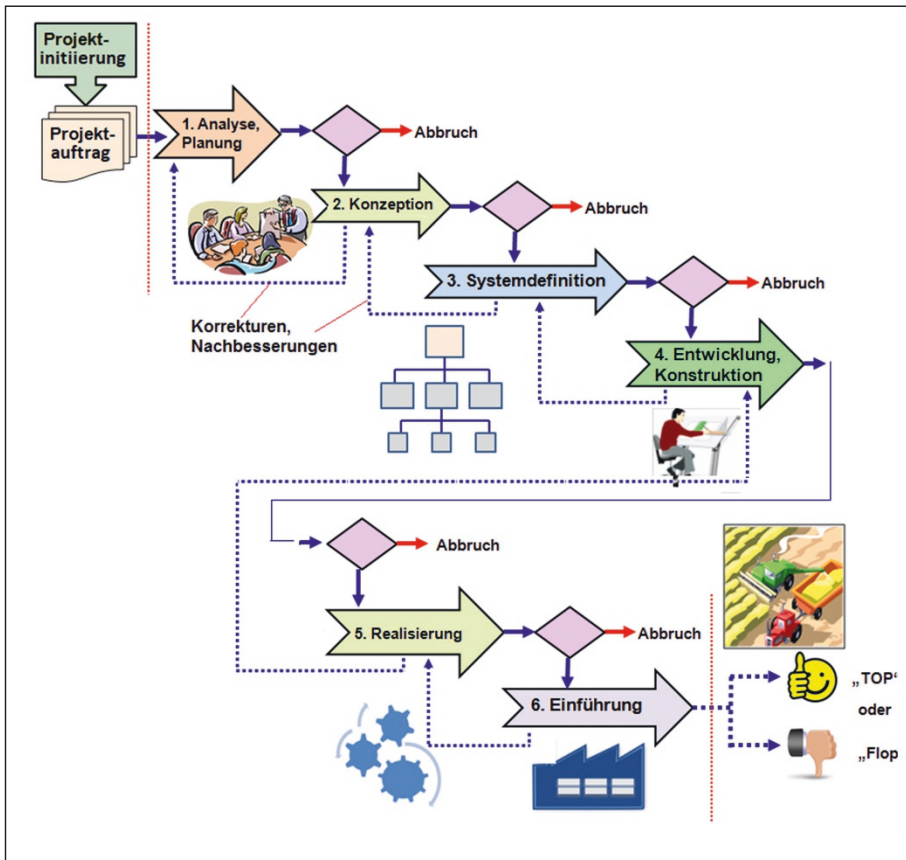 Projekt-
initiierung
Projekt-
auftrag
1. Analyse,
Planung
Abbruch
2. Konzeption
Abbruch
3. Systemdefinition
Abbruch
Korrekturen,
Nachbesserungen
4. Entwicklung,
Konstruktion
Abbruch
5. Realisierung
Abbruch
6. Einführung
„TOP“
oder
„Flop